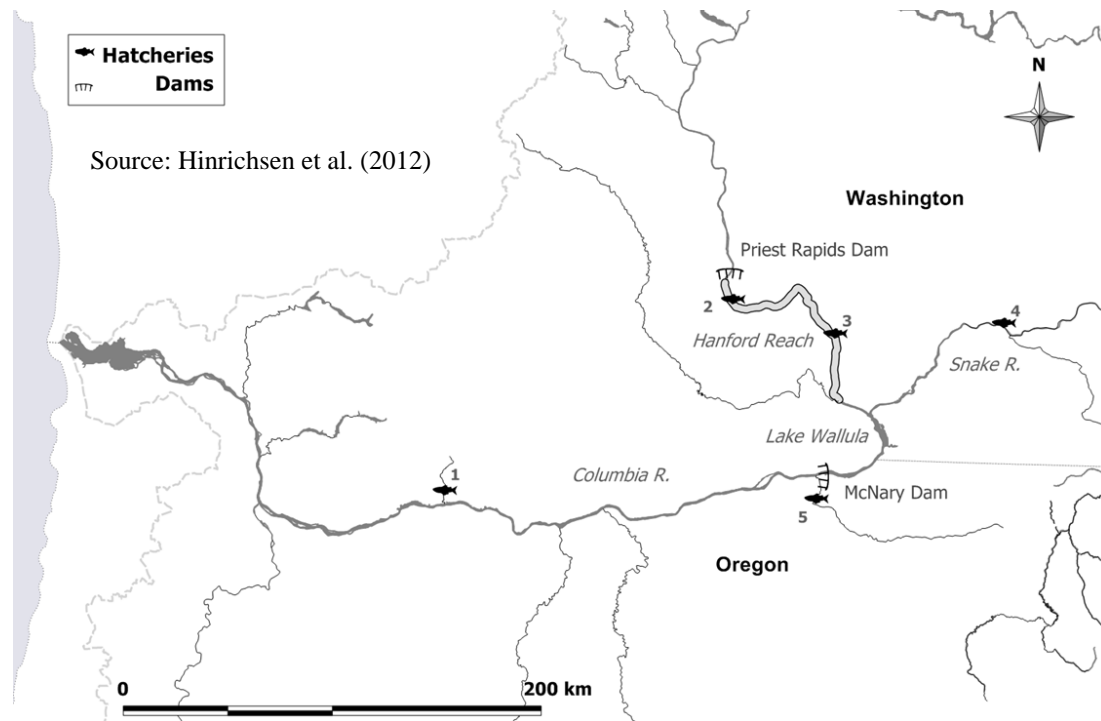 Hatcheries
Dams
N
Source: Hinrichsen et al. (2012)
Washington
Priest Rapids Dam
2
3
4
Hanford Reach
Snake R.
Lake Wallula
1
Columbia R.
McNary Dam
5
Oregon
0
200 km